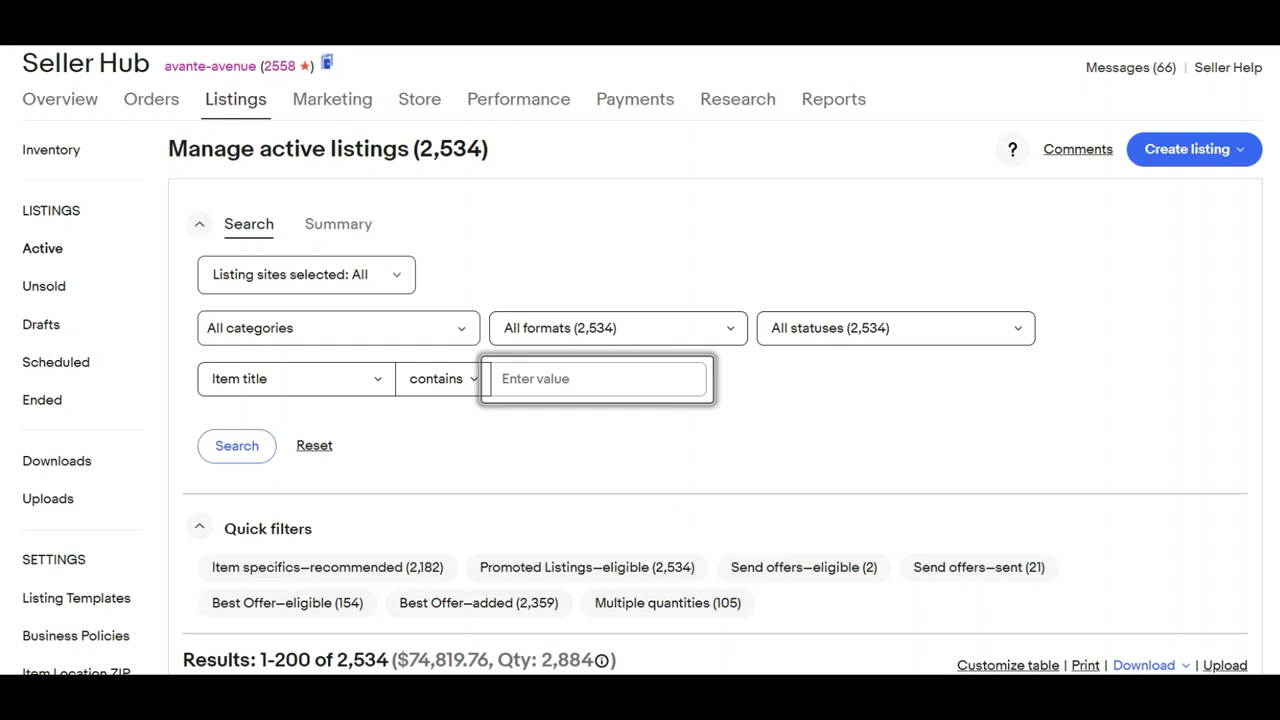 Seller Hub avante-avenue (2558 ★)
Messages (66) | Seller Help
Overview Orders Listings Marketing Store Performance Payments Research Reports
Inventory
LISTINGS
Active
Unsold
Drafts
Scheduled
Ended
Downloads
Uploads
SETTINGS
Listing Templates
Business Policies
Item Location ZIP
Manage active listings (2,534)
? Comments Create listing
Search Summary
Listing sites selected: All
All categories All formats (2,534) All statuses (2,534)
Item title contains Enter value
Search Reset
Quick filters
Item specifics–recommended (2,182) Promoted Listings–eligible (2,534) Send offers–eligible (2) Send offers–sent (21)
Best Offer–eligible (154) Best Offer–added (2,359) Multiple quantities (105)
Results: 1-200 of 2,534 ($74,819.76, Qty: 2,884 )
Customize table | Print | Download | Upload